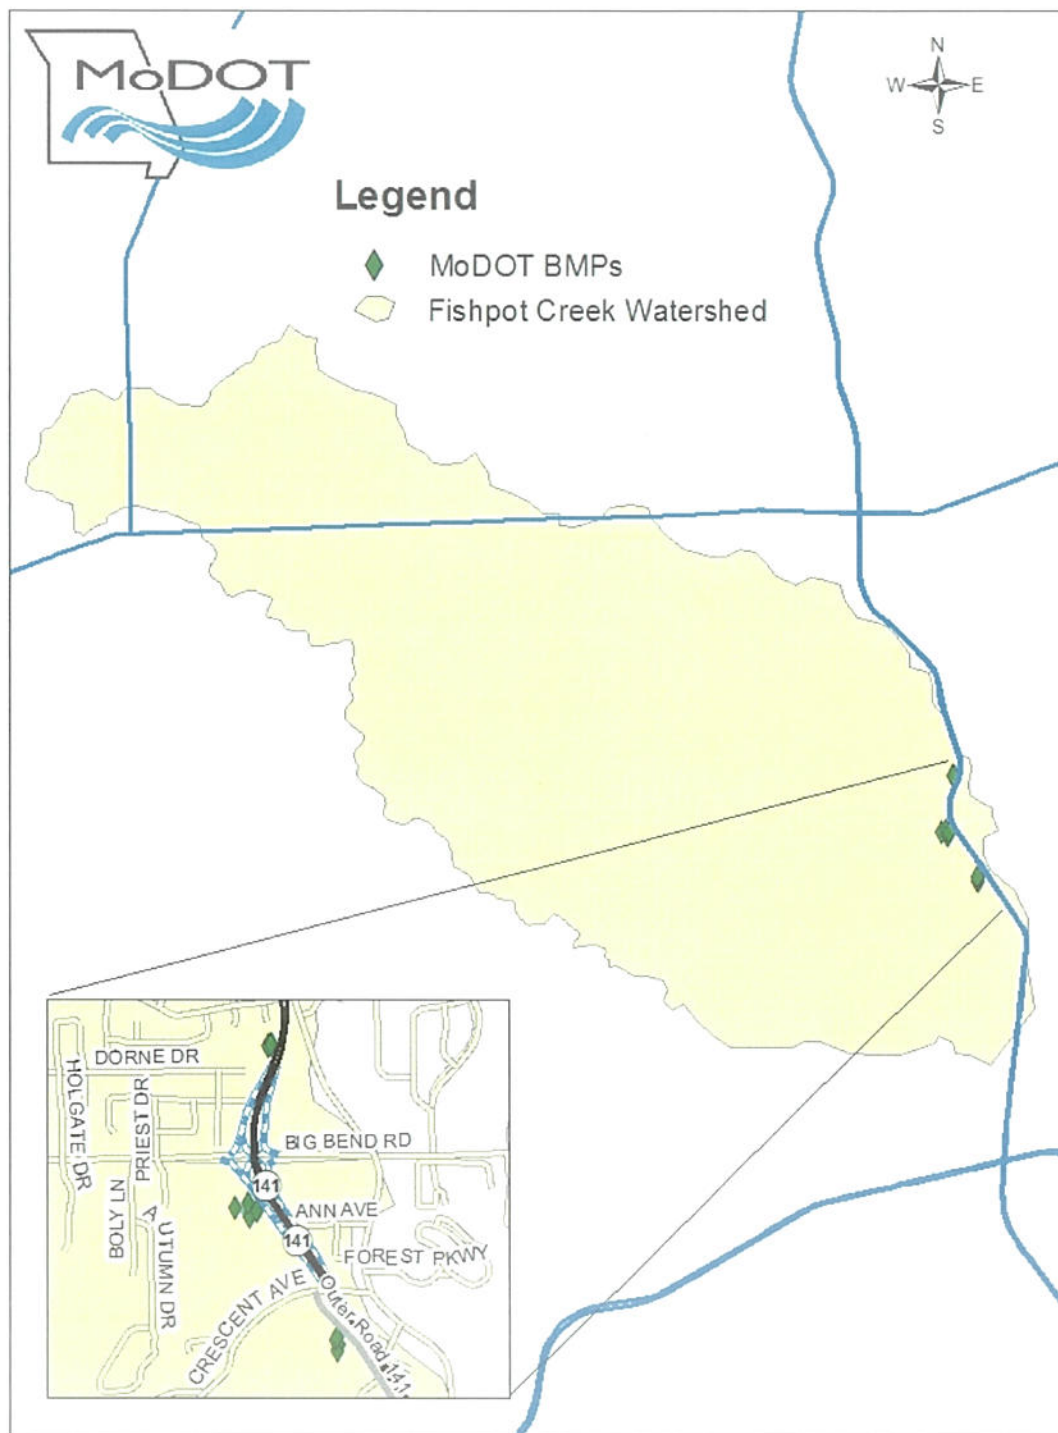 MoDOT
N
W E
S
Legend
MoDOT BMPs
Fishpot Creek Watershed
DORNE DR
HOLGATE DR
PRIEST DR
BIG BEND RD
141
BOLY LN
AUTUMN DR
ANN AVE
141
FOREST PKWY
CRESCENT AVE
Outer Road 141